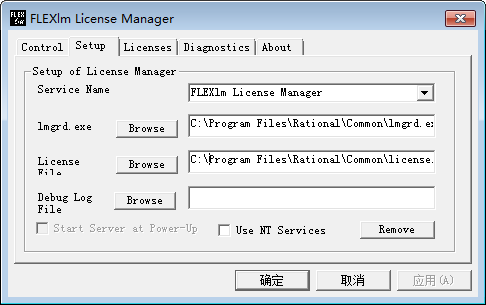 FLEXlm License Manager
Control Setup Licenses Diagnostics About
Setup of License Manager
Service Name FLEXlm License Manager
lmgrd.exe Browse C:\Program Files\Rational\Common\lmgrd.ex
License File Browse C:\Program Files\Rational\Common\license.
Debug Log File Browse
Start Server at Power-Up Use NT Services Remove
确定 取消 应用(A)